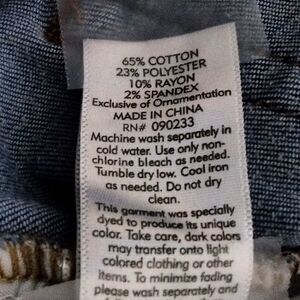 65% COTTON
23% POLYESTER
10% RAYON
2% SPANDEX
Exclusive of Ornamentation
MADE IN CHINA
RN# 090233
Machine wash separately in
cold water. Use only non-
chlorine bleach as needed.
Tumble dry low. Cool iron
as needed. Do not dry
clean.
This garment was specially
dyed to produce its unique
color. Take care, dark colors
may transfer onto light
colored clothing or other
items. To minimize fading
please wash separately and